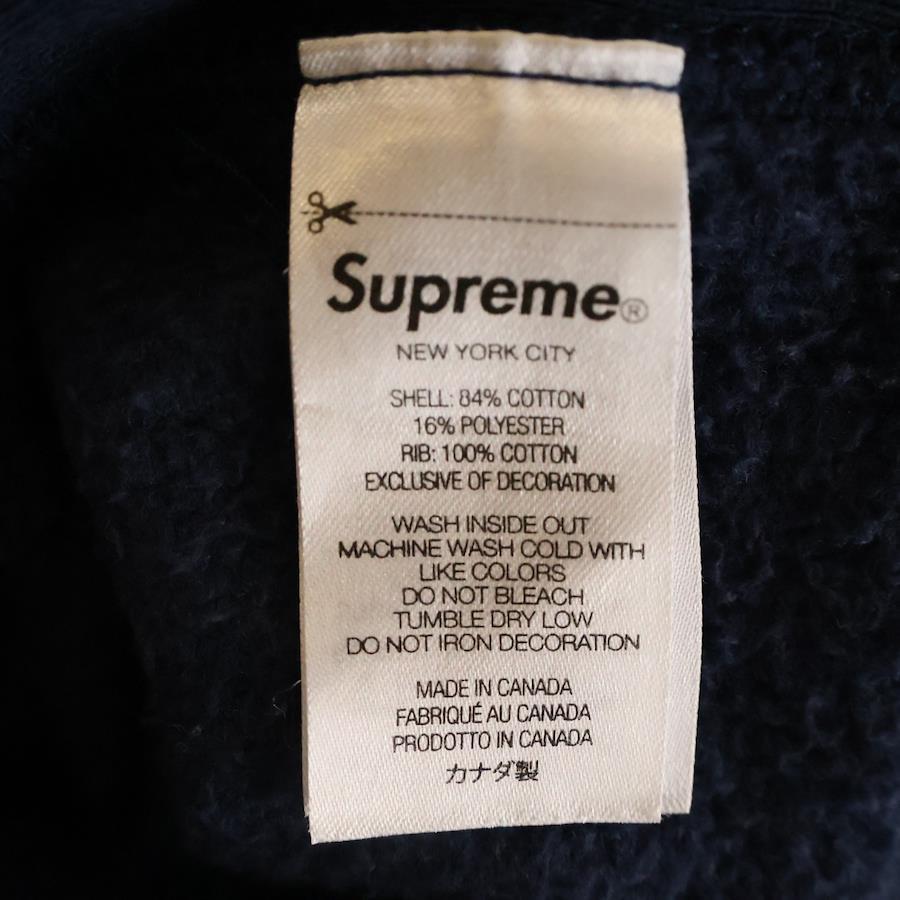 Supreme®
NEW YORK CITY
SHELL: 84% COTTON
16% POLYESTER
RIB: 100% COTTON
EXCLUSIVE OF DECORATION
WASH INSIDE OUT
MACHINE WASH COLD WITH
LIKE COLORS
DO NOT BLEACH
TUMBLE DRY LOW
DO NOT IRON DECORATION
MADE IN CANADA
FABRIQUÉ AU CANADA
PRODOTTO IN CANADA
カナダ製